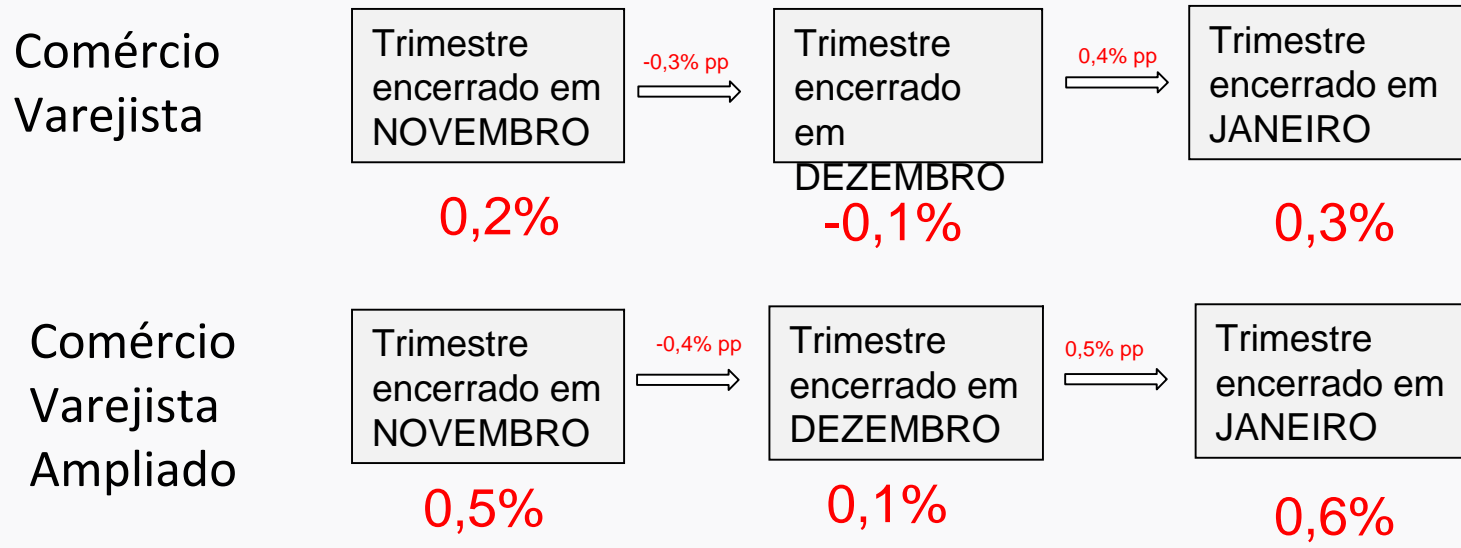 Comércio
Varejista
Trimestre
encerrado em
NOVEMBRO
0,2%
-0,3% pp
Trimestre
encerrado
em
DEZEMBRO
-0,1%
0,4% pp
Trimestre
encerrado em
JANEIRO
0,3%
Comércio
Varejista
Ampliado
Trimestre
encerrado em
NOVEMBRO
0,5%
-0,4% pp
Trimestre
encerrado em
DEZEMBRO
0,1%
0,5% pp
Trimestre
encerrado em
JANEIRO
0,6%